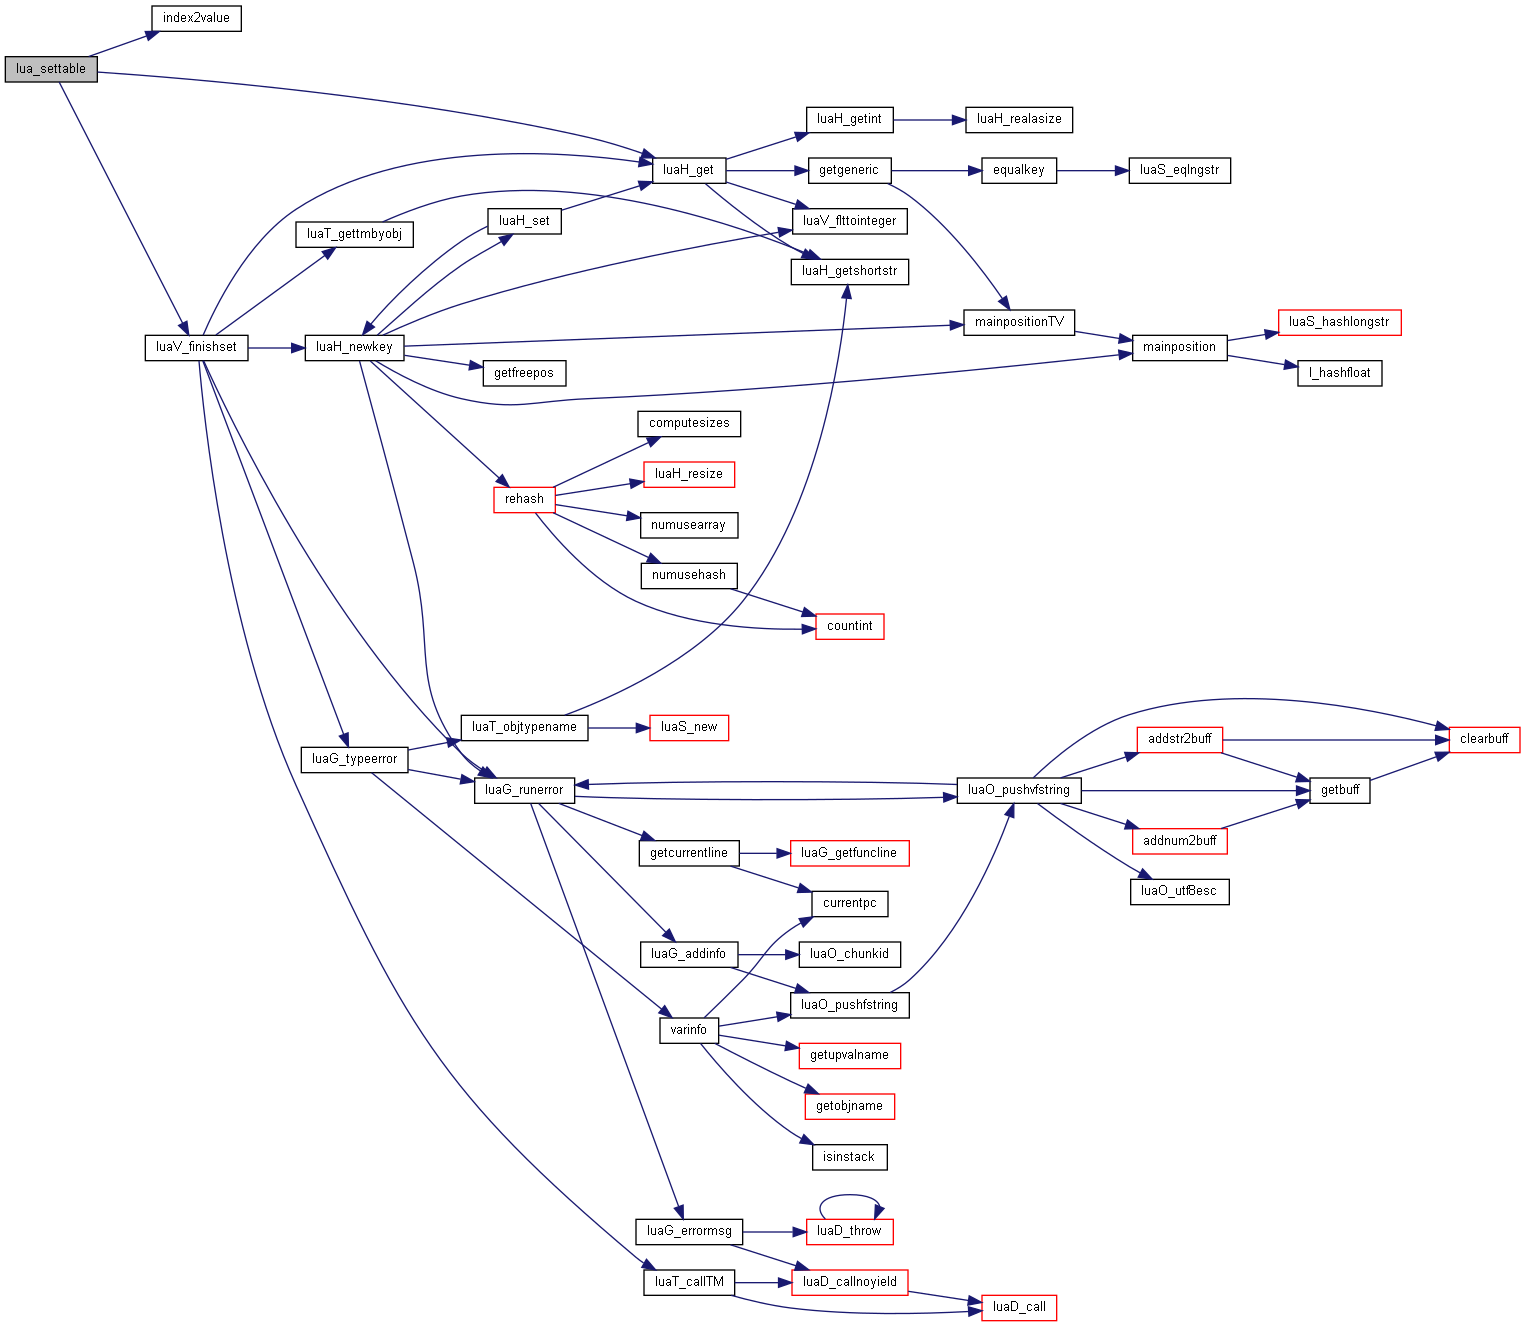 index2value
lua_settable
luaH_getint
luaH_realasize
luaH_get
getgeneric
equalkey
luaS_eqlngstr
luaH_set
luaV_flttointeger
luaT_gettmbyobj
luaH_getshortstr
mainpositionTV
luaS_hashlongstr
luaV_finishset
luaH_newkey
mainposition
getfreepos
l_hashfloat
computesizes
luaH_resize
rehash
numusearray
numusehash
countint
luaT_objtypename
luaS_new
addstr2buff
clearbuff
luaG_typeerror
luaG_runerror
luaO_pushvfstring
getbuff
addnum2buff
getcurrentline
luaG_getfuncline
luaO_utf8esc
currentpc
luaG_addinfo
luaO_chunkid
luaO_pushfstring
varinfo
getupvalname
getobjname
isinstack
luaG_errormsg
luaD_throw
luaT_callTM
luaD_callnoyield
luaD_call